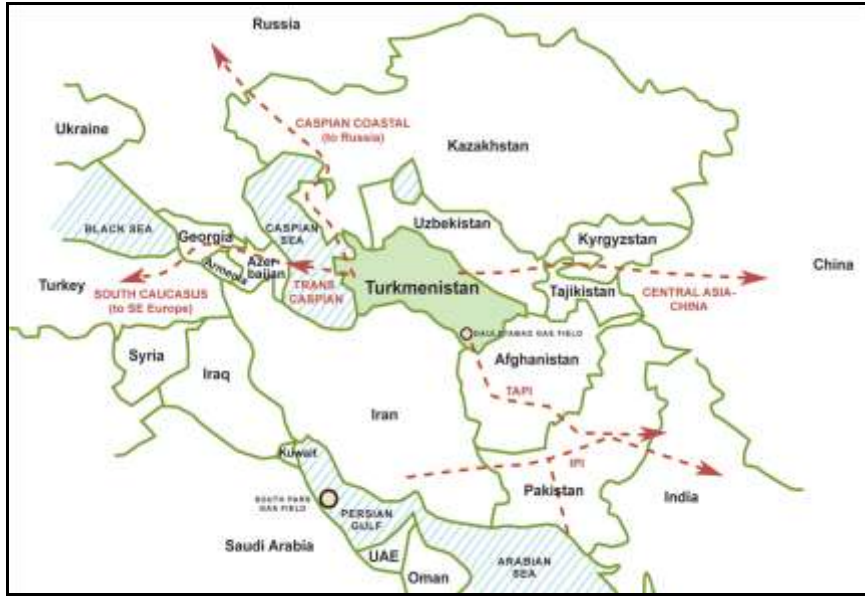 Russia
CASPIAN COASTAL
(to Russia)
Ukraine
Kazakhstan
BLACK SEA
Georgia
CASPIAN
SEA
Uzbekistan
Kyrgyzstan
Armenia
Azer-
baijan
China
Turkey
SOUTH CAUCASUS
(to SE Europe)
TRANS
CASPIAN
Turkmenistan
Tajikistan
CENTRAL ASIA-
CHINA
DAULETABAD GAS FIELD
Syria
Iraq
Afghanistan
Iran
TAPI
Kuwait
IPI
SOUTH PARS
GAS FIELD
PERSIAN
GULF
Pakistan
India
Saudi Arabia
UAE
Oman
ARABIAN
SEA